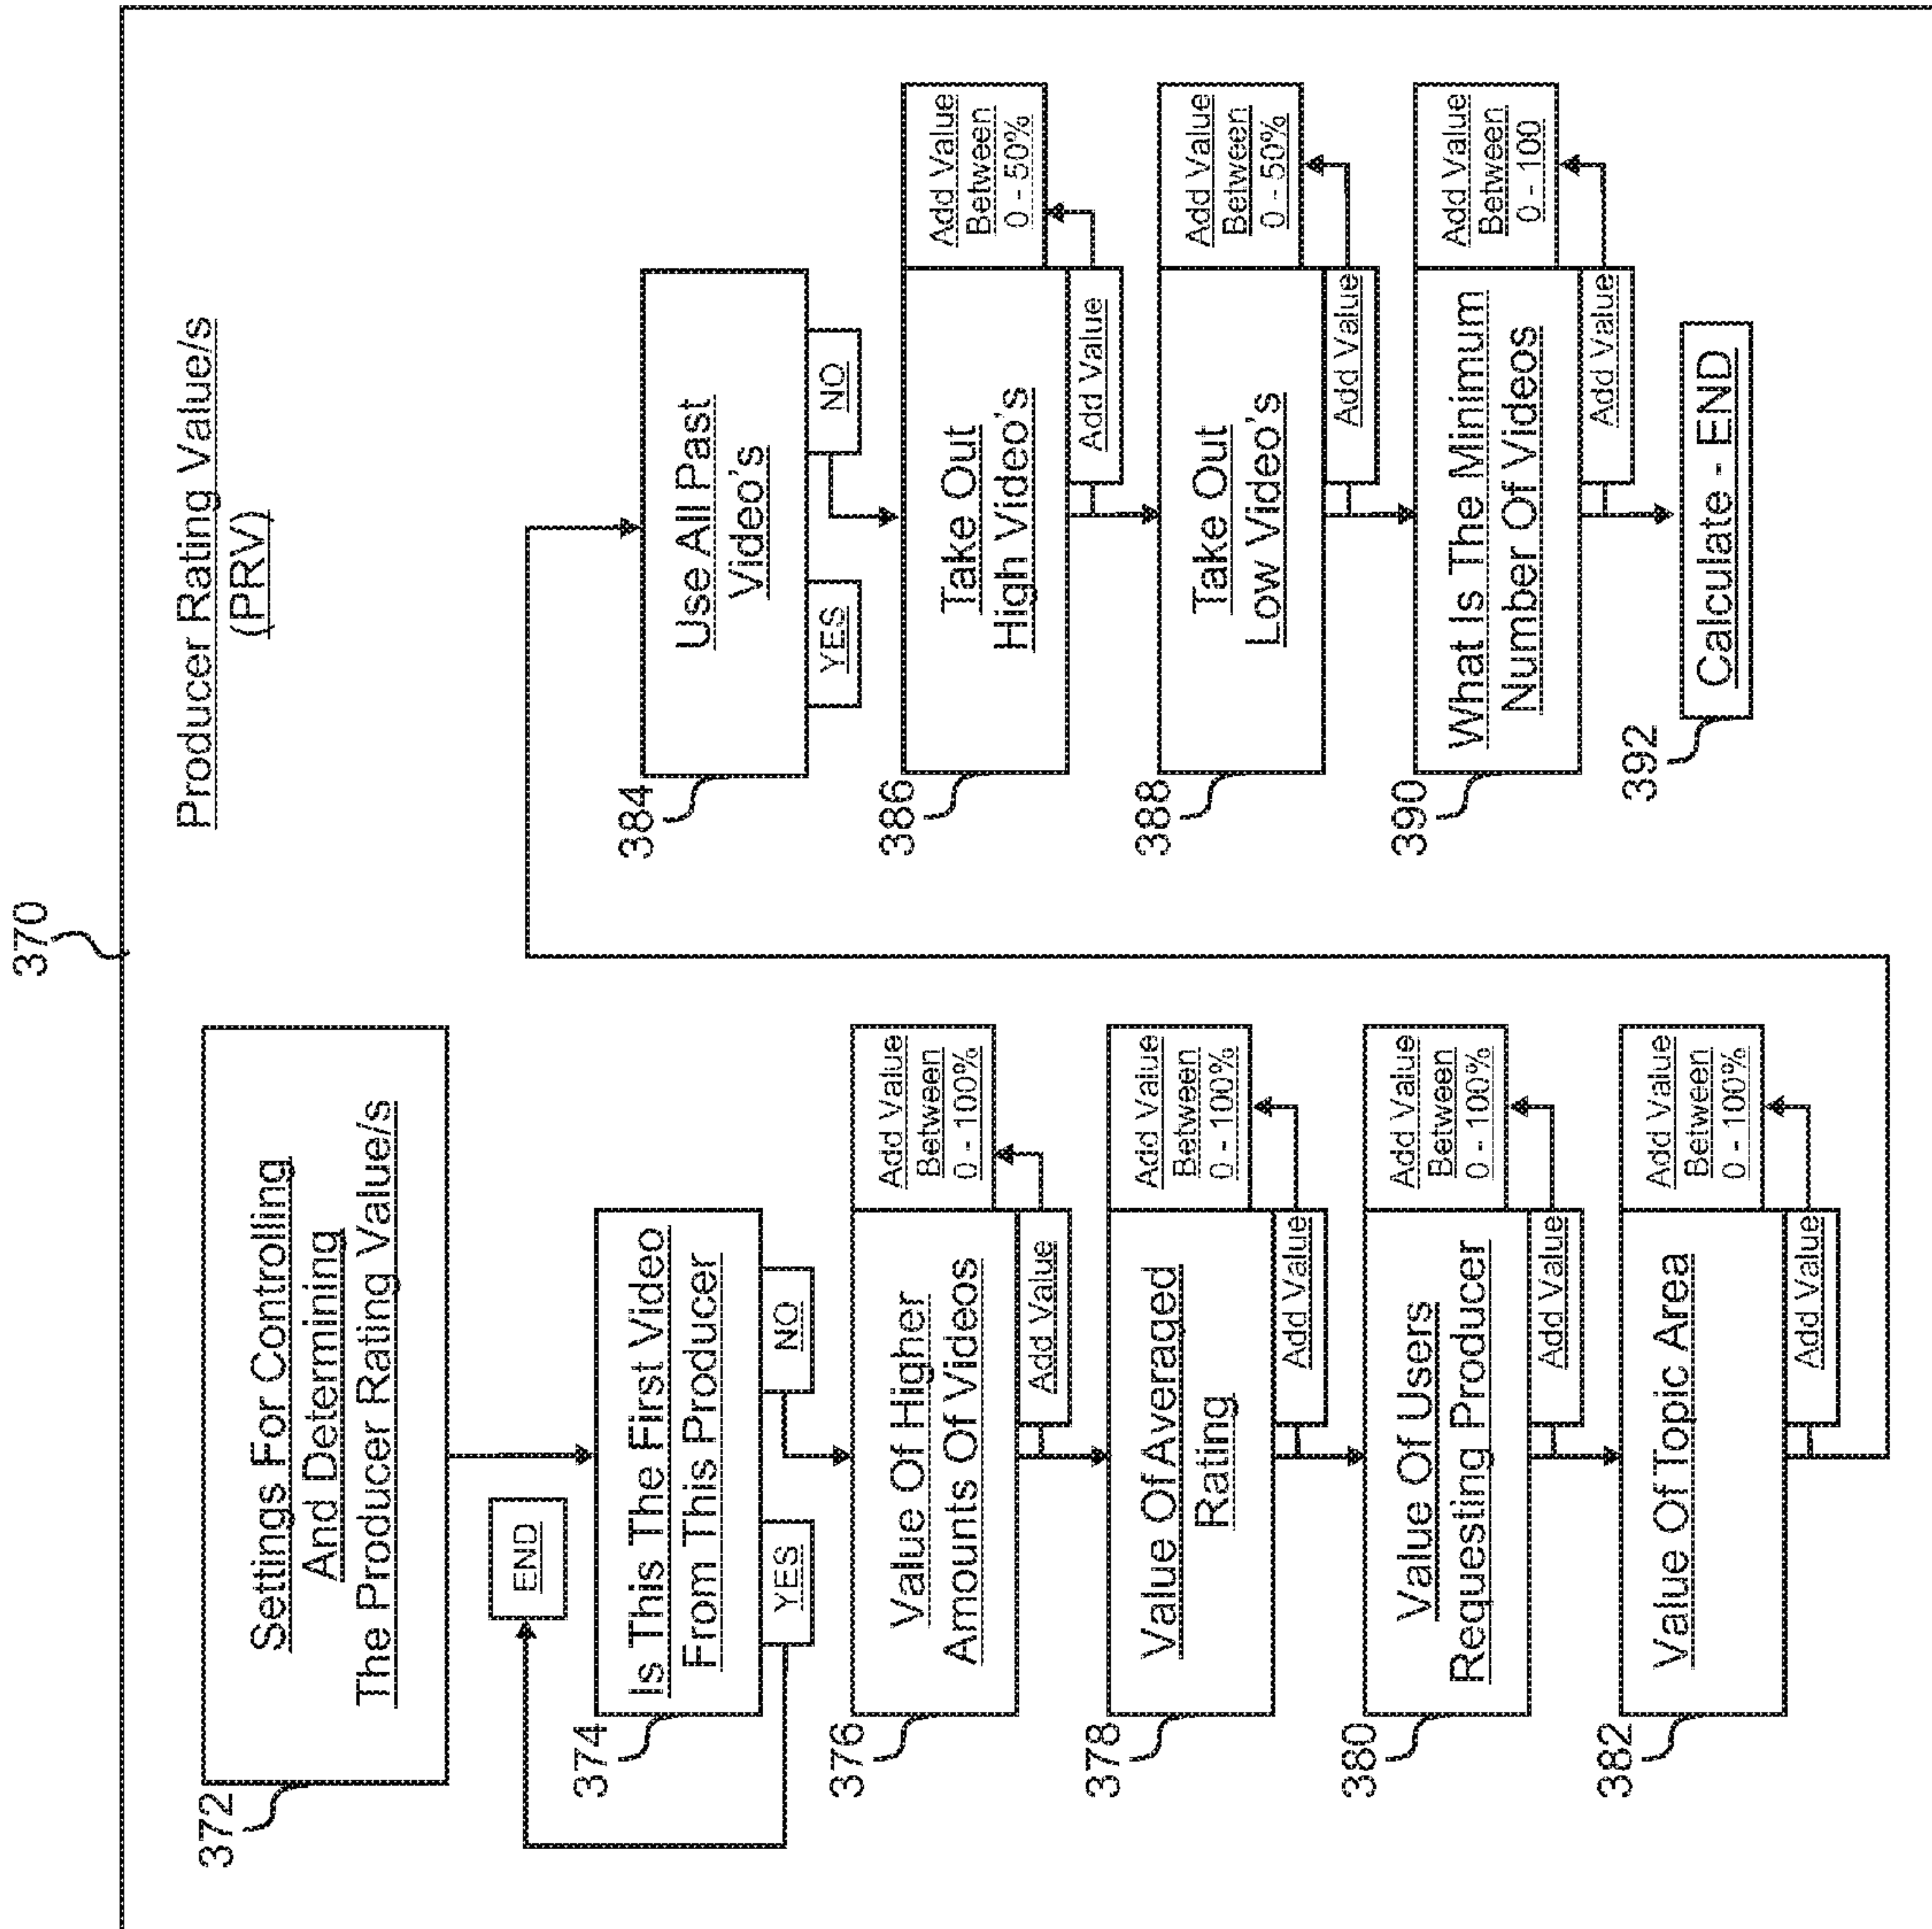 370
Producer Rating Value/s
(PRV)
372
Settings For Controlling
And Determining
The Producer Rating Value/s
END
374
Is This The First Video
From This Producer
YES
NO
376
Value Of Higher
Amounts Of Videos
Add Value
Add Value
Between
0 - 100%
378
Value Of Averaged
Rating
Add Value
Add Value
Between
0 - 100%
380
Value Of Users
Requesting Producer
Add Value
Add Value
Between
0 - 100%
382
Value Of Topic Area
Add Value
Add Value
Between
0 - 100%
384
Use All Past
Video's
YES
NO
386
Take Out
High Video's
Add Value
Add Value
Between
0 - 50%
388
Take Out
Low Video's
Add Value
Add Value
Between
0 - 50%
390
What Is The Minimum
Number Of Videos
Add Value
Add Value
Between
0 - 100
392
Calculate - END